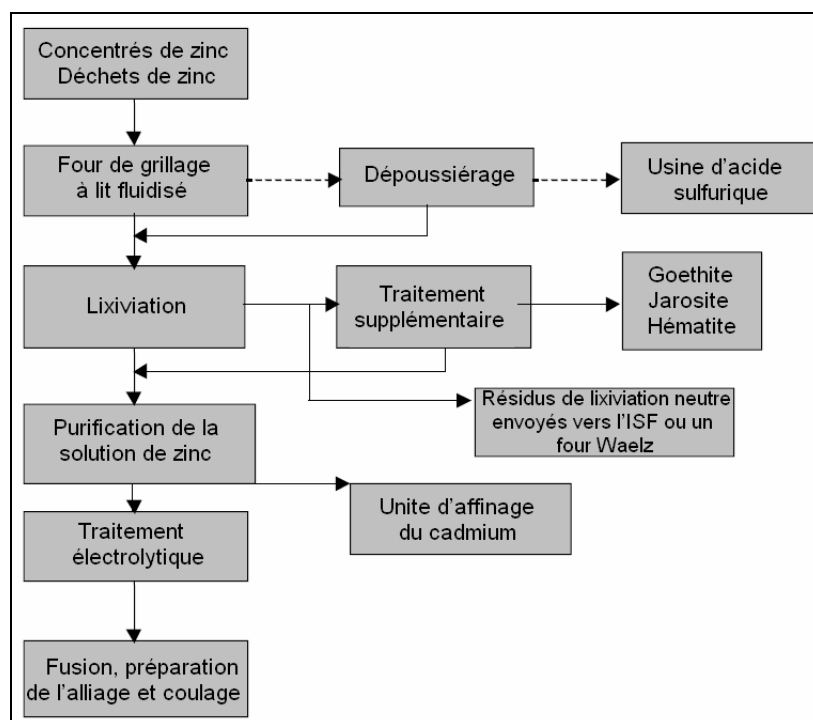 Concentrés de zinc
Déchets de zinc
Four de grillage
à lit fluidisé
Dépoussiérage
Usine d'acide
sulfurique
Lixiviation
Traitement
supplémentaire
Goethite
Jarosite
Hématite
Résidus de lixiviation neutre
envoyés vers l'ISF ou un
four Waelz
Purification de la
solution de zinc
Unite d'affinage
du cadmium
Traitement
électrolytique
Fusion, préparation
de l'alliage et coulage